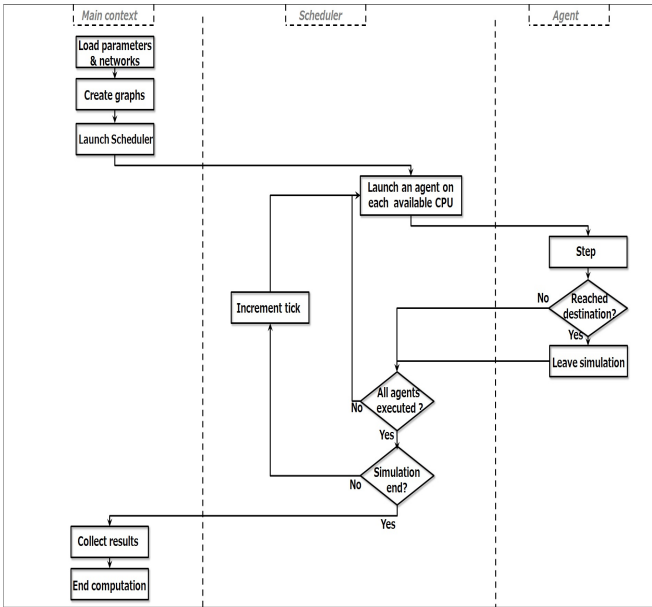 Main context
Scheduler
Agent
Load parameters
& networks
Create graphs
Launch Scheduler
Launch an agent on
each available CPU
Step
Increment tick
No
Reached
destination?
Yes
Leave simulation
All agents
executed ?
No
Yes
Simulation
end?
No
Yes
Collect results
End computation